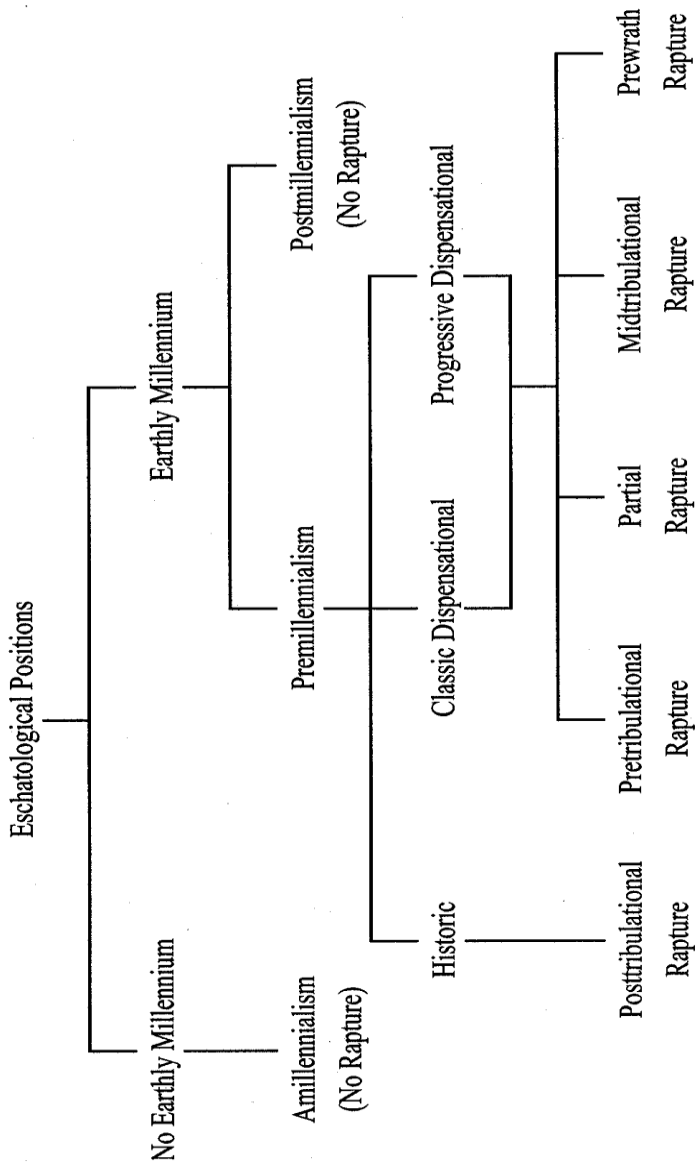 Eschatological Positions
No Earthly Millennium
Earthly Millennium
Amillennialism
(No Rapture)
Premillennialism
Postmillennialism
(No Rapture)
Historic
Classic Dispensational
Progressive Dispensational
Posttribulational
Rapture
Pretribulational
Rapture
Partial
Rapture
Midtribulational
Rapture
Prewrath
Rapture